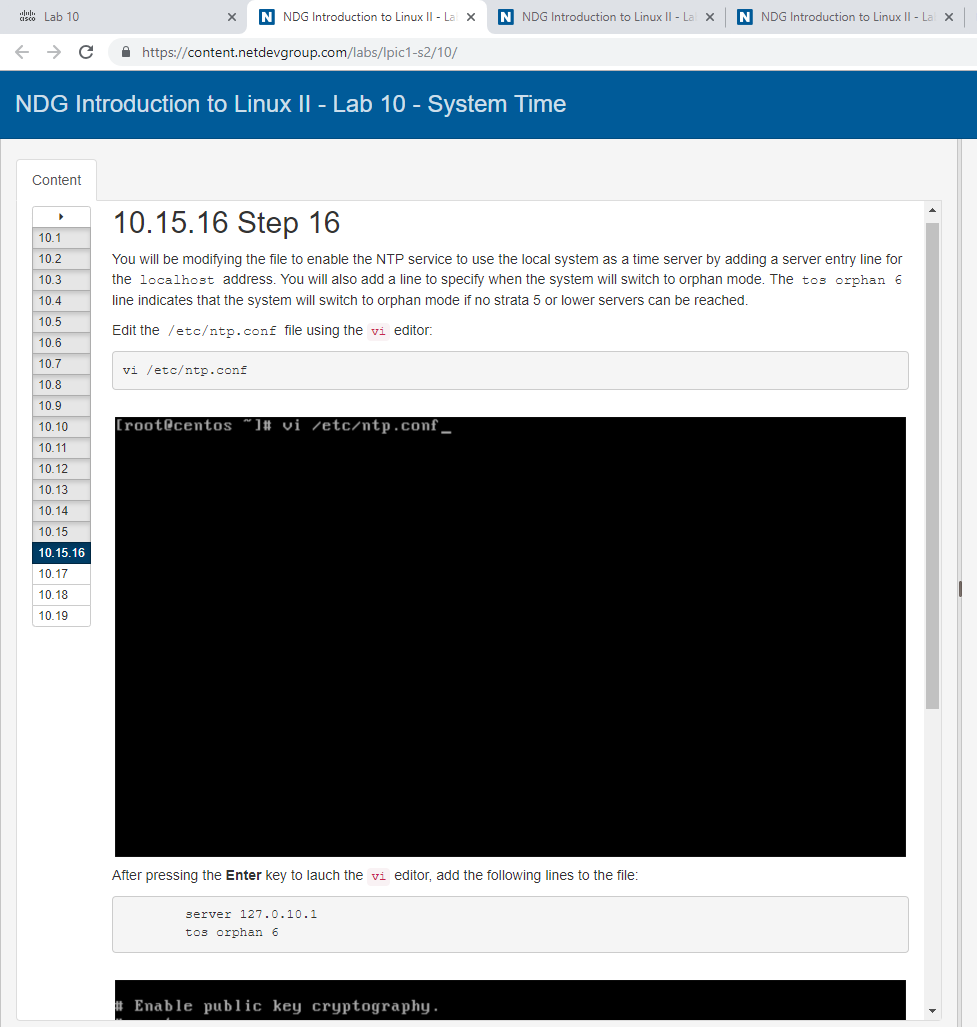 cisco
Lab 10
NDG Introduction to Linux II - La
NDG Introduction to Linux II - La
NDG Introduction to Linux II - La
https://content.netdevgroup.com/labs/lpic1-s2/10/
NDG Introduction to Linux II - Lab 10 - System Time
Content
10.1
10.2
10.3
10.4
10.5
10.6
10.7
10.8
10.9
10.10
10.11
10.12
10.13
10.14
10.15
10.15.16
10.17
10.18
10.19
10.15.16 Step 16
You will be modifying the file to enable the NTP service to use the local system as a time server by adding a server entry line for
the localhost address. You will also add a line to specify when the system will switch to orphan mode. The tos orphan 6
line indicates that the system will switch to orphan mode if no strata 5 or lower servers can be reached.
Edit the /etc/ntp.conf file using the vi editor:
vi /etc/ntp.conf
[root@centos ~]# vi /etc/ntp.conf_
After pressing the Enter key to lauch the vi editor, add the following lines to the file:
server 127.0.10.1
tos orphan 6
# Enable public key cryptography.